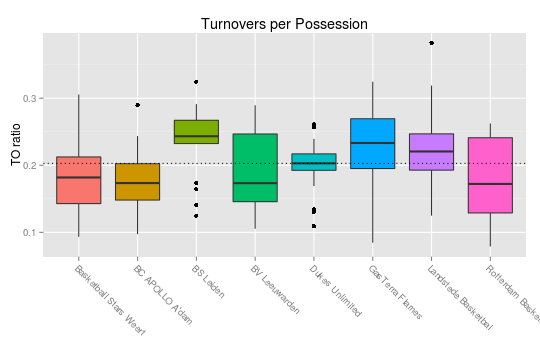 Turnovers per Possession
TO ratio
0.3
0.2
0.1
Basketball Stars Weert
BC APOLLO A'dam
BS Leiden
BV Leeuwarden
Dukes Unlimited
GasTerra Flames
Landstede Basketbal
Rotterdam Basket